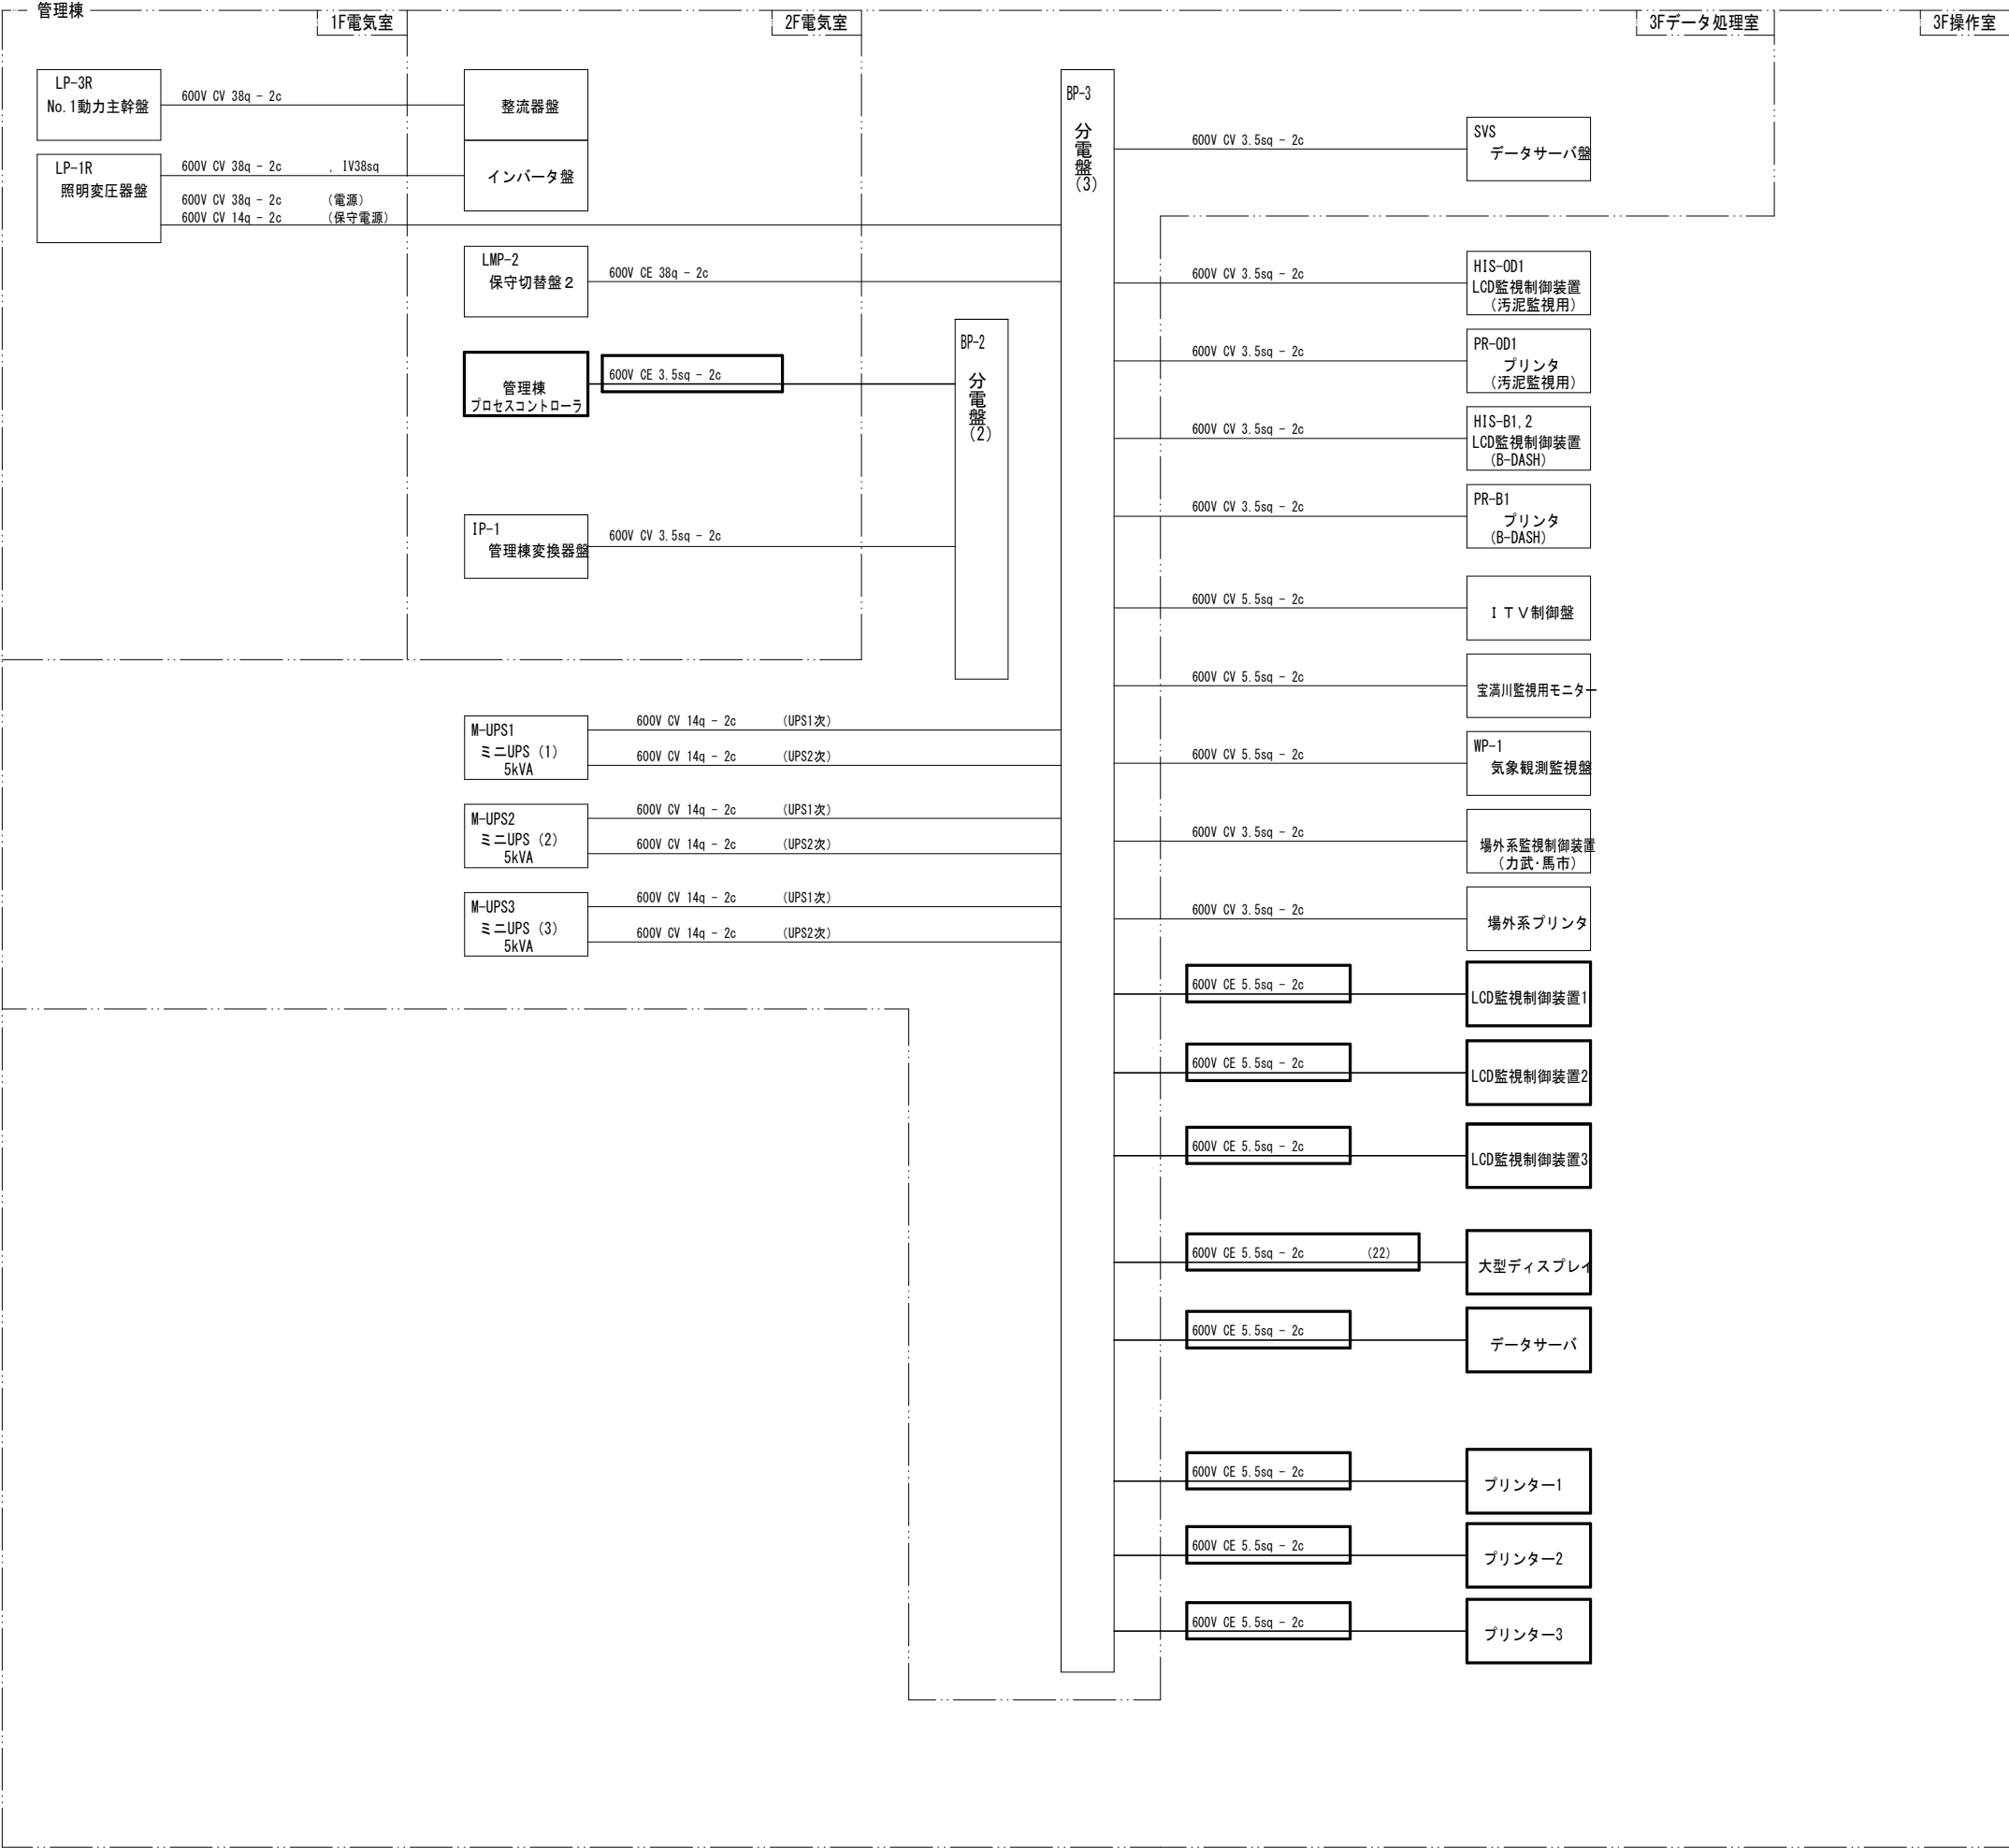 管理棟
1F電気室
2F電気室
3Fデータ処理室
3F操作室
LP-3R
No.1動力主幹盤
600V CV 38q - 2c
整流器盤
LP-1R
照明変圧器盤
600V CV 38q - 2c , IV38sq
インバータ盤
600V CV 38q - 2c (電源)
600V CV 14q - 2c (保守電源)
LMP-2
保守切替盤2
600V CE 38q - 2c
管理棟
プロセスコントローラ
600V CE 3.5sq - 2c
IP-1
管理棟変換器盤
600V CV 3.5sq - 2c
BP-2
分電盤(2)
M-UPS1
ミニUPS (1)
5kVA
600V CV 14q - 2c (UPS1次)
600V CV 14q - 2c (UPS2次)
M-UPS2
ミニUPS (2)
5kVA
600V CV 14q - 2c (UPS1次)
600V CV 14q - 2c (UPS2次)
M-UPS3
ミニUPS (3)
5kVA
600V CV 14q - 2c (UPS1次)
600V CV 14q - 2c (UPS2次)
BP-3
分電盤(3)
600V CV 3.5sq - 2c
SVS
データサーバ盤
600V CV 3.5sq - 2c
HIS-OD1
LCD監視制御装置
(汚泥監視用)
600V CV 3.5sq - 2c
PR-OD1
プリンタ
(汚泥監視用)
600V CV 3.5sq - 2c
HIS-B1,2
LCD監視制御装置
(B-DASH)
600V CV 3.5sq - 2c
PR-B1
プリンタ
(B-DASH)
600V CV 5.5sq - 2c
ITV制御盤
600V CV 5.5sq - 2c
宝満川監視用モニター
600V CV 5.5sq - 2c
WP-1
気象観測監視盤
600V CV 3.5sq - 2c
場外系監視制御装置
(力武・馬市)
600V CV 3.5sq - 2c
場外系プリンタ
600V CE 5.5sq - 2c
LCD監視制御装置1
600V CE 5.5sq - 2c
LCD監視制御装置2
600V CE 5.5sq - 2c
LCD監視制御装置3
600V CE 5.5sq - 2c (22)
大型ディスプレイ
600V CE 5.5sq - 2c
データサーバ
600V CE 5.5sq - 2c
プリンター1
600V CE 5.5sq - 2c
プリンター2
600V CE 5.5sq - 2c
プリンター3